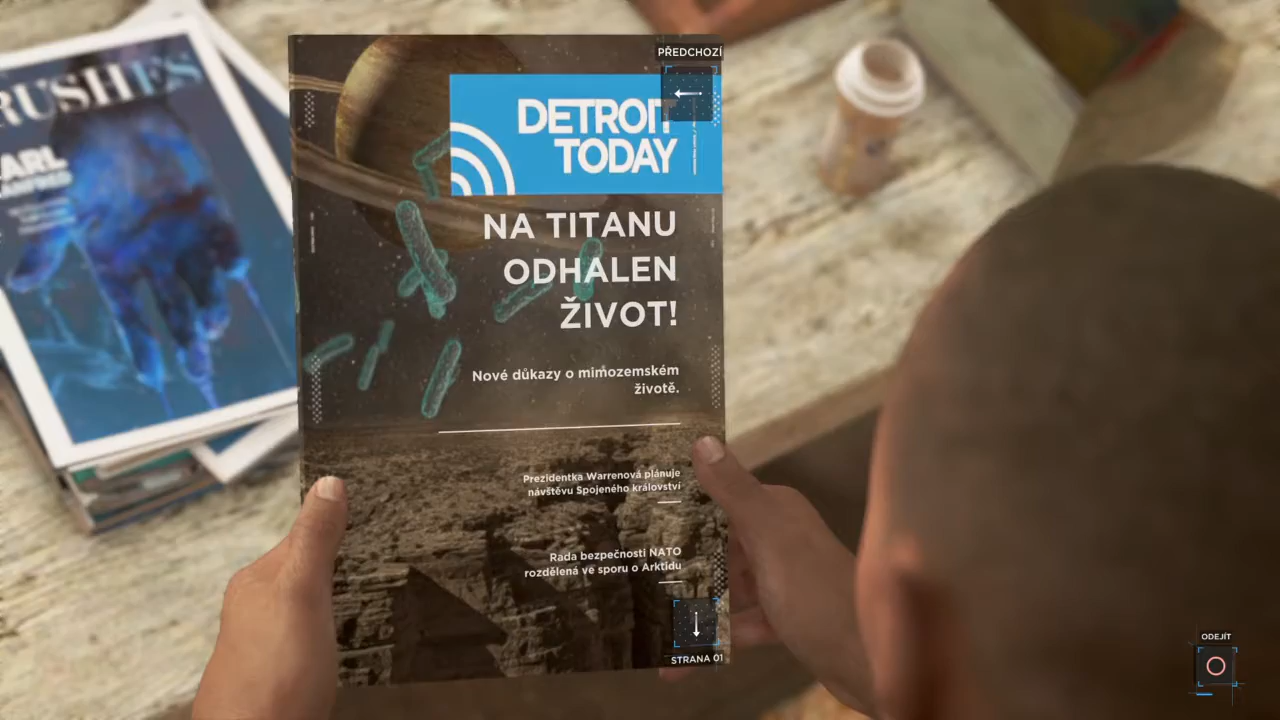 RUSHES
PŘEDCHOZÍ
DETROIT
TODAY
NA TITANU
ODHALEN
ŽIVOT!
Nové důkazy o mimozemském
životě.
Prezidentka Warrenová plánuje
návštěvu Spojeného království
Rada bezpečnosti NATO
rozdělená ve sporu o Arktidu
STRANA 01
ODEJÍT